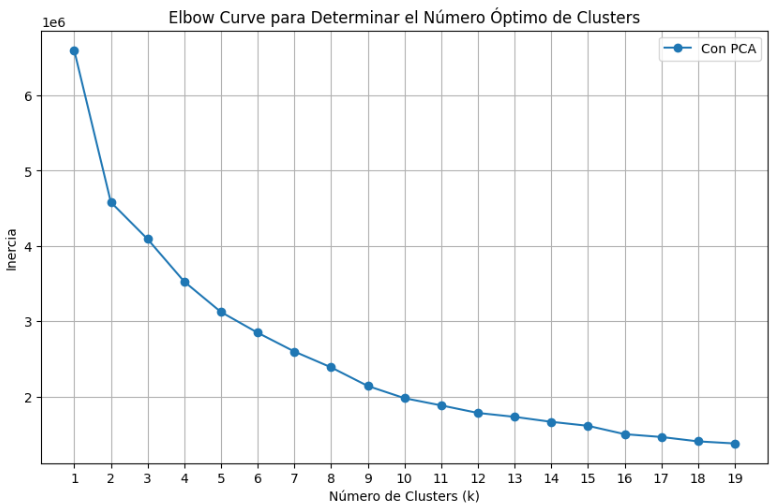 Elbow Curve para Determinar el Número Óptimo de Clusters
1e6
Con PCA
6
5
4
3
2
Inercia
1 2 3 4 5 6 7 8 9 10 11 12 13 14 15 16 17 18 19
Número de Clusters (k)